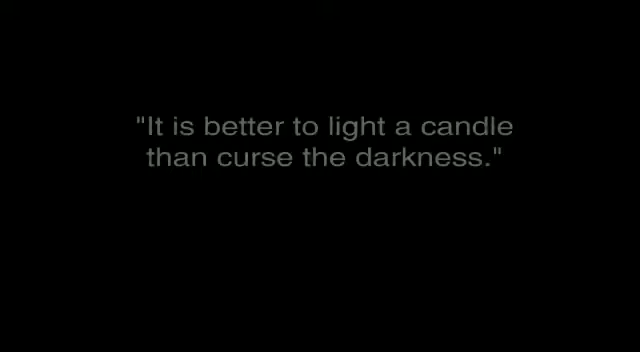 "It is better to light a candle
than curse the darkness."